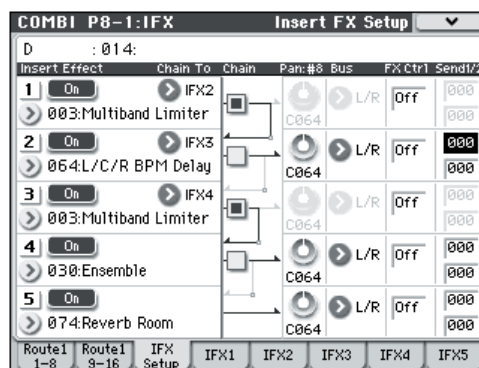 COMBI P8-1:IFX Insert FX Setup
D :014:
Insert Effect Chain To Chain Pan:#8 Bus FX Ctrl Send1/2
1 On IFX2 L/R Off 000
003:Multiband Limiter C064 000
2 On IFX3 L/R Off 000
064:L/C/R BPM Delay C064 000
3 On IFX4 L/R Off 000
003:Multiband Limiter C064 000
4 On L/R Off 000
030:Ensemble C064 000
5 On L/R Off 000
074:Reverb Room C064 000
Route1 1-8 Route1 9-16 IFX Setup IFX1 IFX2 IFX3 IFX4 IFX5